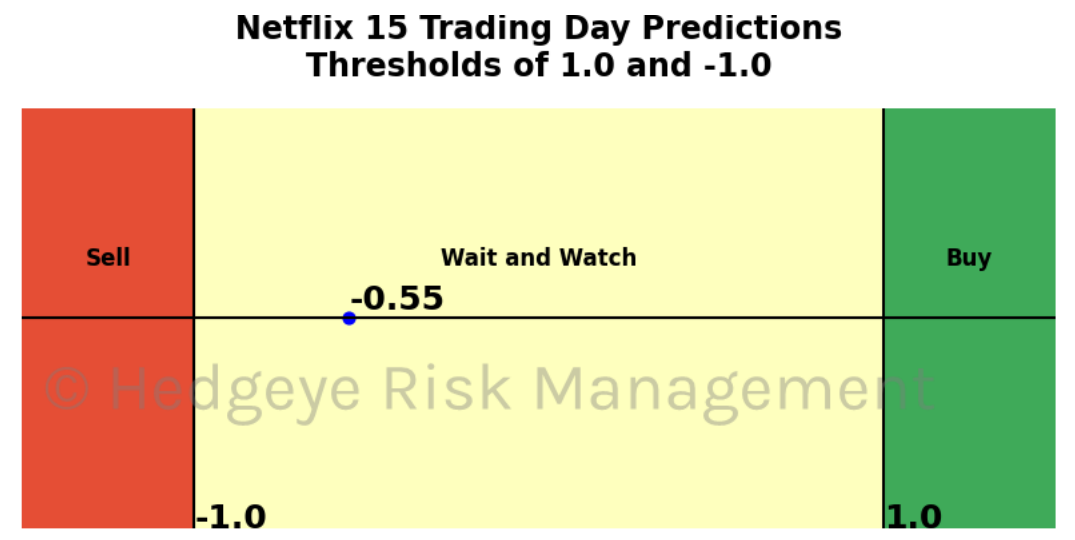 Netflix 15 Trading Day Predictions
Thresholds of 1.0 and -1.0
Sell
Wait and Watch
Buy
-0.55
© Hedgeye Risk Management
-1.0
1.0